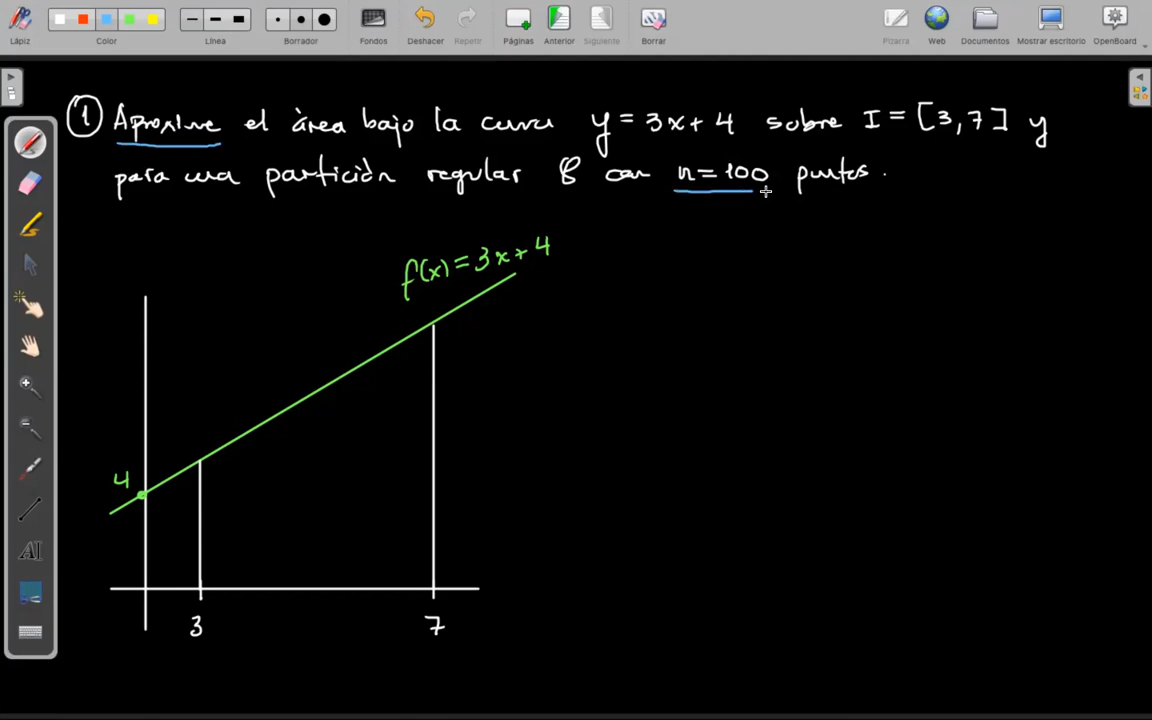 Lápiz Color Línea Borrador Fondos Deshacer Repetir Páginas Anterior Siguiente Borrar Pizarra Web Documentos Mostrar escritorio OpenBoard
① Aproxime el área bajo la curva y = 3x + 4 sobre I = [3, 7] y
para una partición regular P con n = 100 puntos.
f(x) = 3x + 4
4
3 7
AI